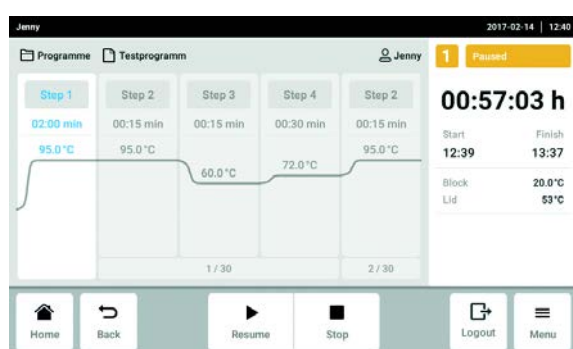 Jenny
2017-02-14 | 12:40
Programme Testprogramm Jenny
1 Paused
Step 1 Step 2 Step 3 Step 4 Step 2
02:00 min 00:15 min 00:15 min 00:30 min 00:15 min
95.0°C 95.0°C 60.0°C 72.0°C 95.0°C
1 / 30 2 / 30
00:57:03 h
Start Finish
12:39 13:37
Block 20.0°C
Lid 53°C
Home Back Resume Stop Logout Menu